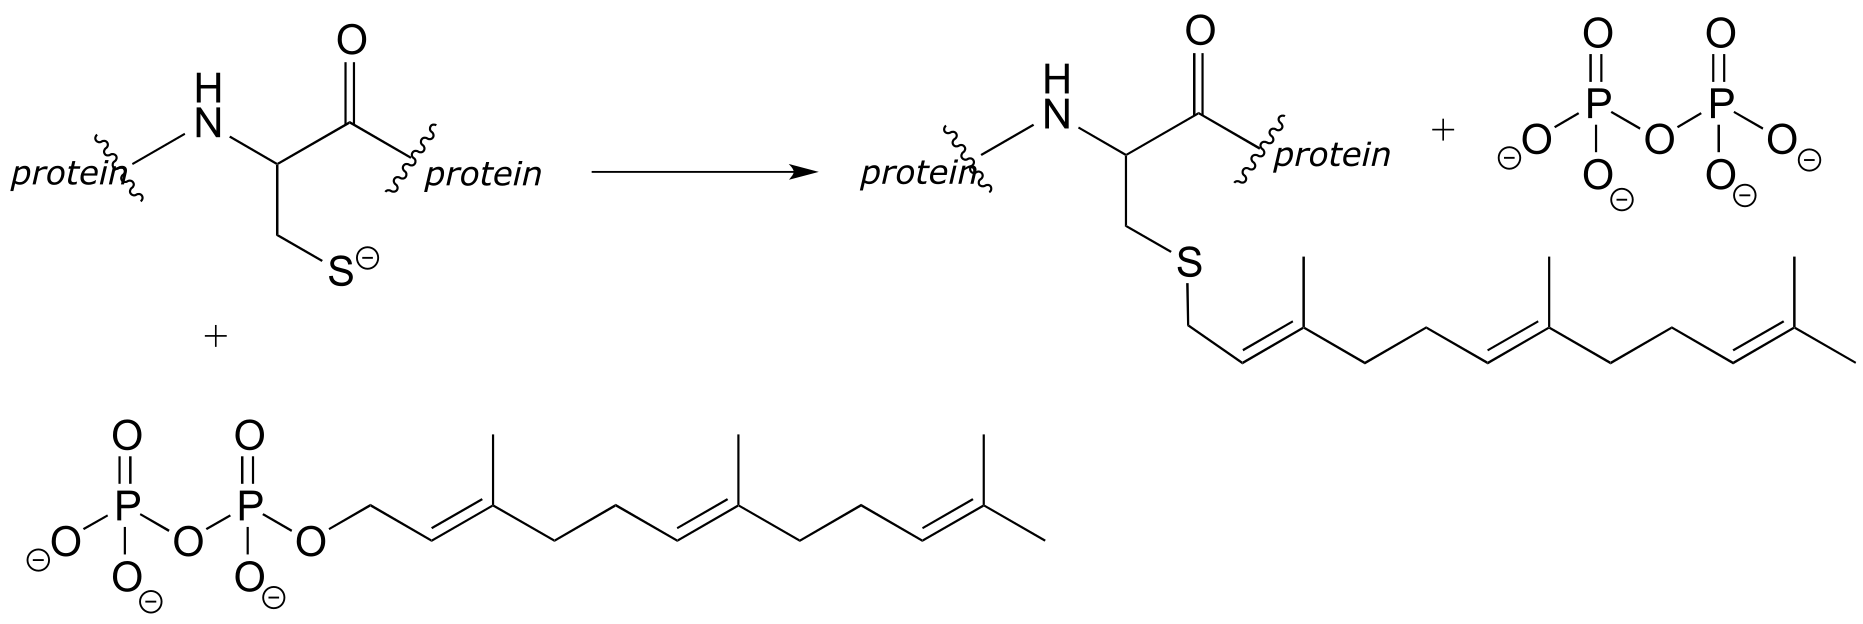 O
H
N
protein
protein
S⊖
+
O
H
N
protein
protein
S
+
O O
P P
⊖ O O O ⊖
O ⊖ O ⊖
O O
P P
⊖ O O O
O ⊖ O ⊖